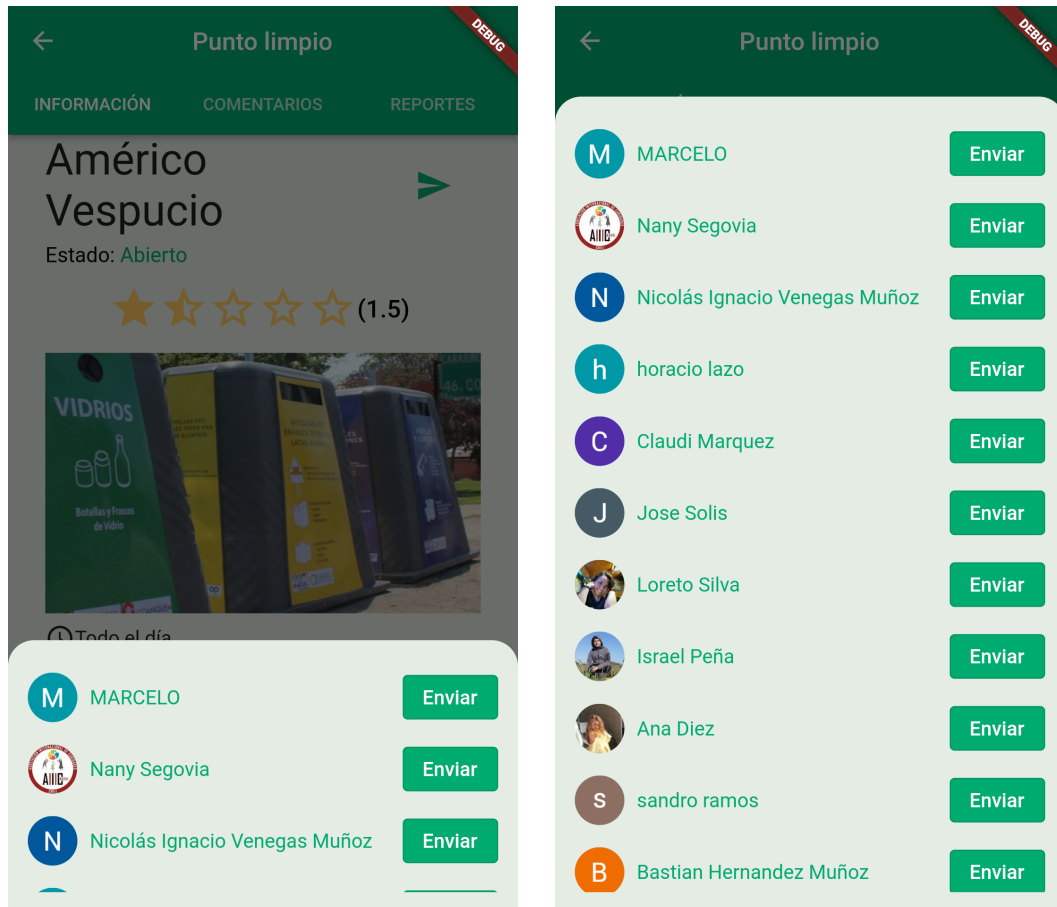 Punto limpio
DEBUG
INFORMACIÓN COMENTARIOS REPORTES
Américo
Vespucio
Estado: Abierto
(1.5)
VIDRIOS
Botellas y Frascos
de Vidrio
46.
Todo el día
M MARCELO Enviar
Nany Segovia Enviar
N Nicolás Ignacio Venegas Muñoz Enviar
Punto limpio
DEBUG
M MARCELO Enviar
Nany Segovia Enviar
N Nicolás Ignacio Venegas Muñoz Enviar
h horacio lazo Enviar
C Claudi Marquez Enviar
J Jose Solis Enviar
Loreto Silva Enviar
Israel Peña Enviar
Ana Diez Enviar
s sandro ramos Enviar
B Bastian Hernandez Muñoz Enviar